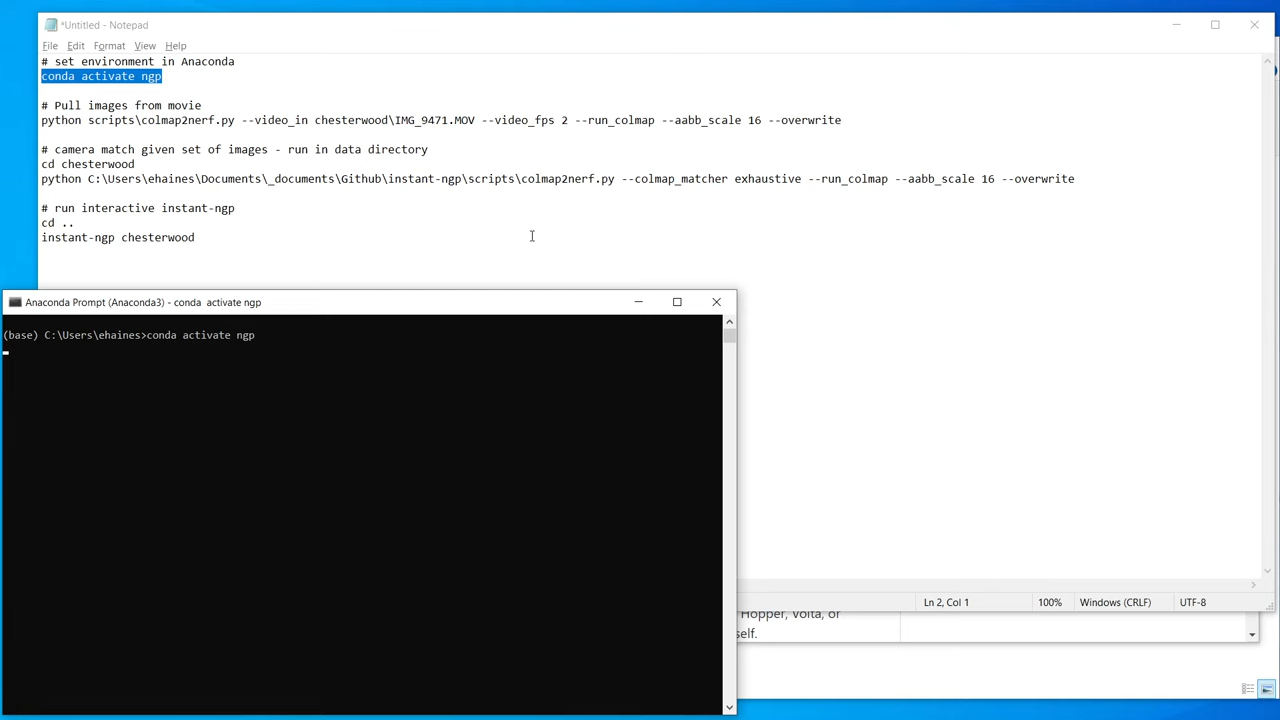 *Untitled - Notepad
File Edit Format View Help
# set environment in Anaconda
conda activate ngp
# Pull images from movie
python scripts\colmap2nerf.py --video_in chesterwood\IMG_9471.MOV --video_fps 2 --run_colmap --aabb_scale 16 --overwrite
# camera match given set of images - run in data directory
cd chesterwood
python C:\Users\ehaines\Documents\_documents\Github\instant-ngp\scripts\colmap2nerf.py --colmap_matcher exhaustive --run_colmap --aabb_scale 16 --overwrite
# run interactive instant-ngp
cd ..
instant-ngp chesterwood
Anaconda Prompt (Anaconda3) - conda  activate ngp
(base) C:\Users\ehaines>conda activate ngp
Ln 2, Col 1 100% Windows (CRLF) UTF-8
Hopper, Volta, or
self.